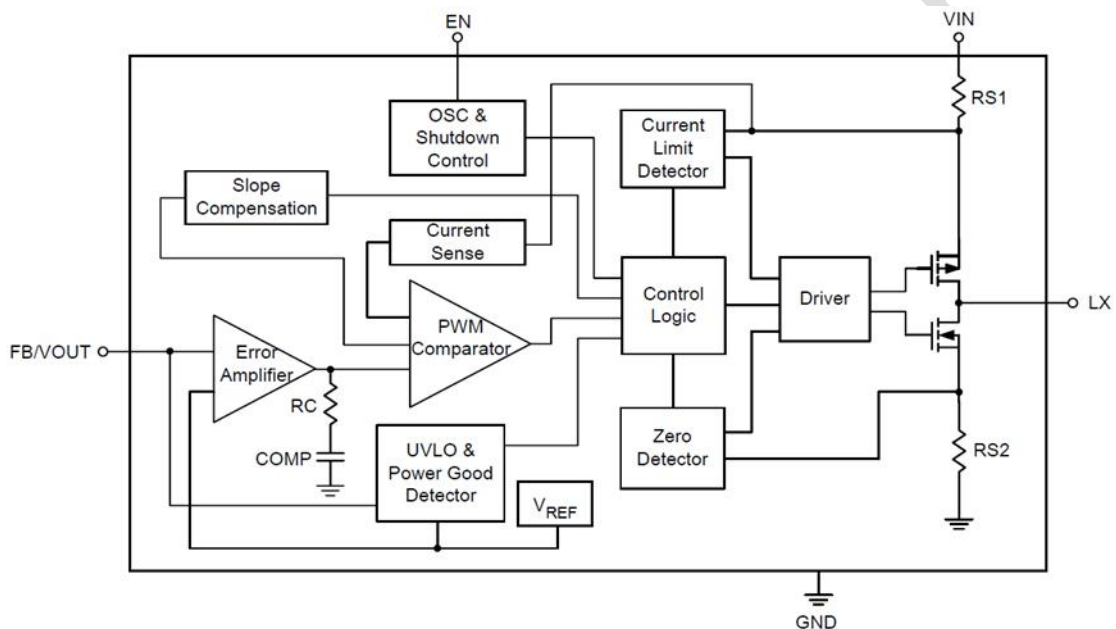 EN
VIN
RS1
OSC &
Shutdown
Control
Current
Limit
Detector
Slope
Compensation
Current
Sense
PWM
Comparator
Control
Logic
Driver
LX
FB/VOUT
Error
Amplifier
RC
COMP
UVLO &
Power Good
Detector
VREF
Zero
Detector
RS2
GND